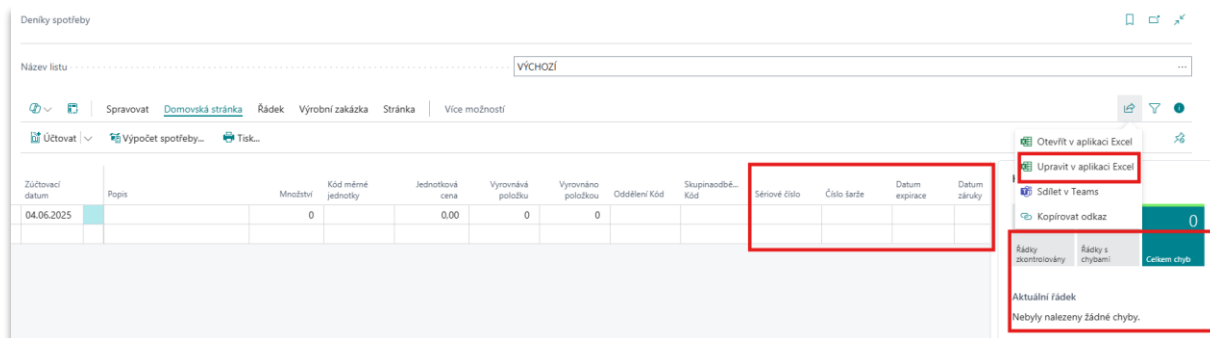 Deníky spotřeby
Název listu
VÝCHOZÍ
Spravovat Domovská stránka Řádek Výrobní zakázka Stránka Více možností
Účtovat Výpočet spotřeby... Tisk...
Otevřít v aplikaci Excel
Upravit v aplikaci Excel
Sdílet v Teams
Kopírovat odkaz
Zúčtovací datum Popis Množství Kód měrné jednotky Jednotková cena Vyrovnává položku Vyrovnáno položkou Oddělení Kód Skupinaodbě... Kód Sériové číslo Číslo šarže Datum expirace Datum záruky
04.06.2025 0 0,00 0 0
0
Řádky zkontrolovány Řádky s chybami Celkem chyb
Aktuální řádek
Nebyly nalezeny žádné chyby.